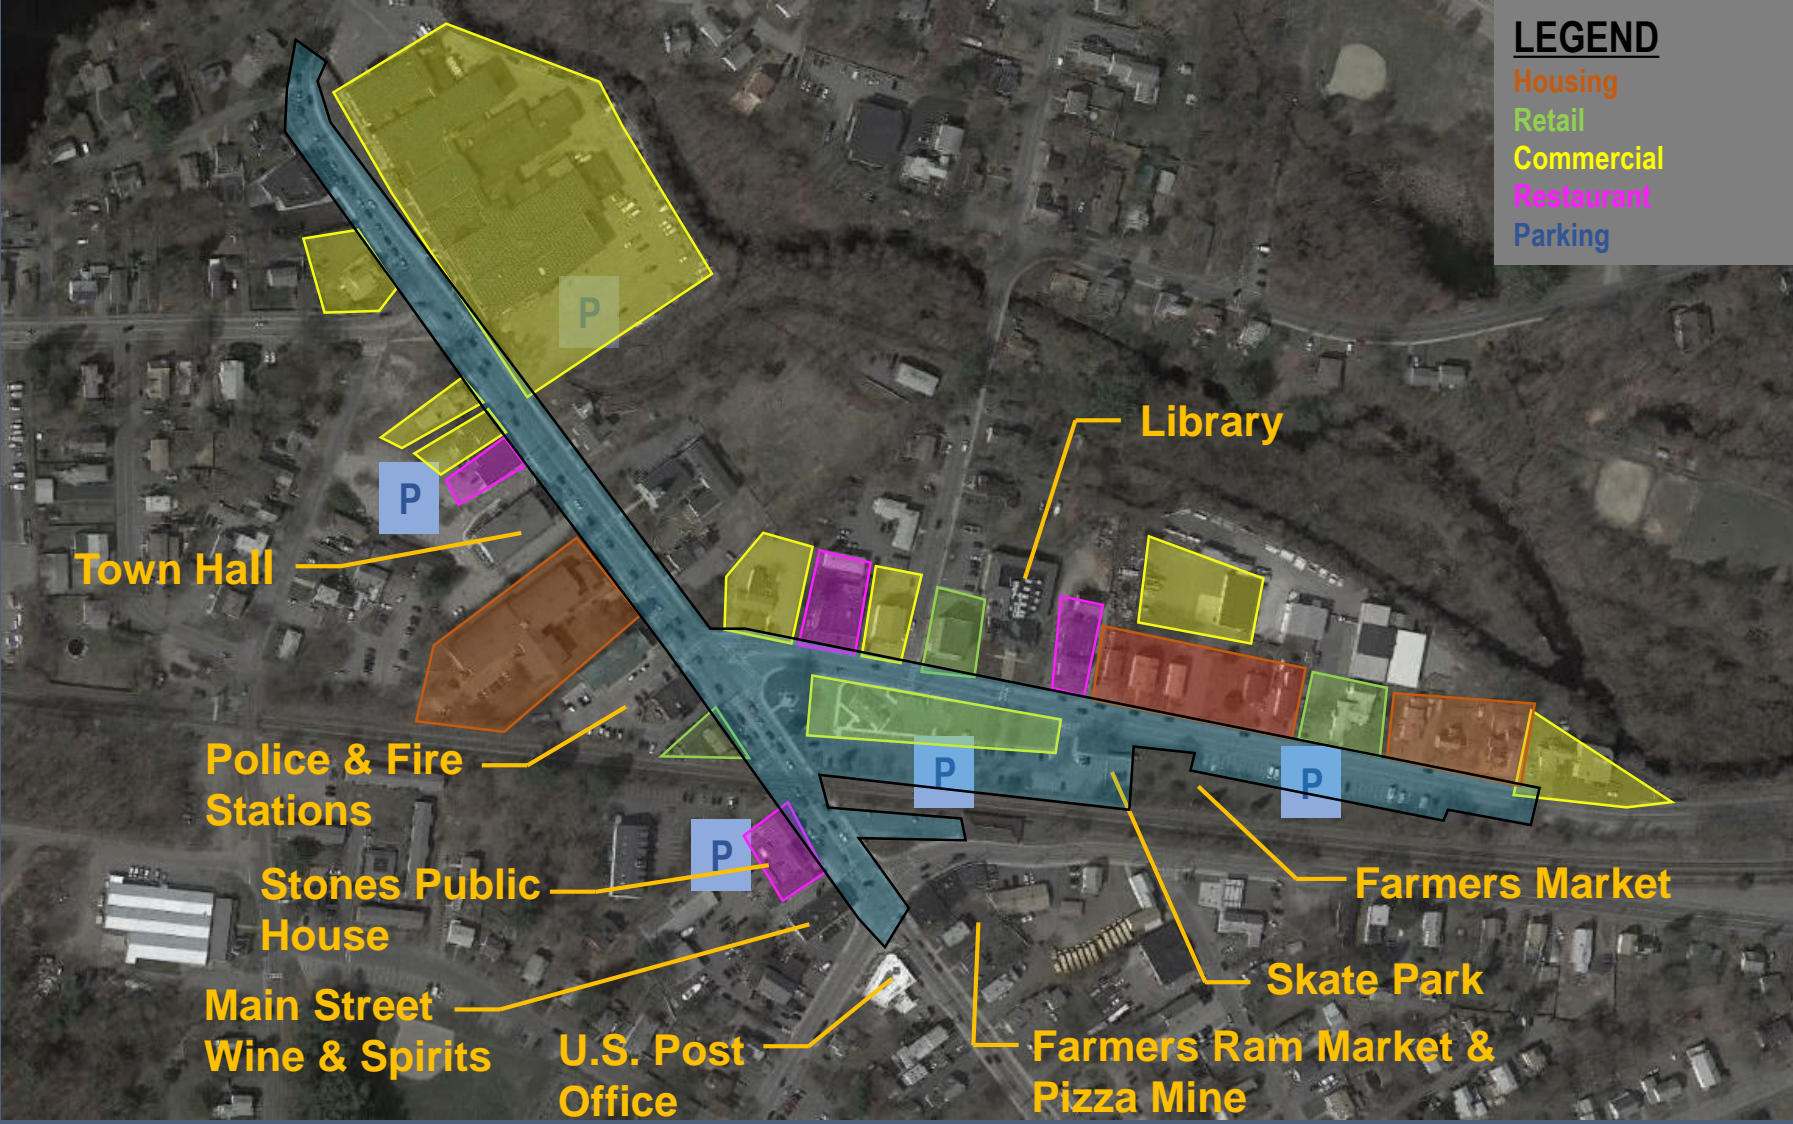 LEGEND
Housing
Retail
Commercial
Restaurant
Parking
P
Library
P
Town Hall
Police & Fire
Stations
P
P
P
Stones Public
House
Farmers Market
Main Street
Wine & Spirits
Skate Park
U.S. Post
Office
Farmers Ram Market &
Pizza Mine